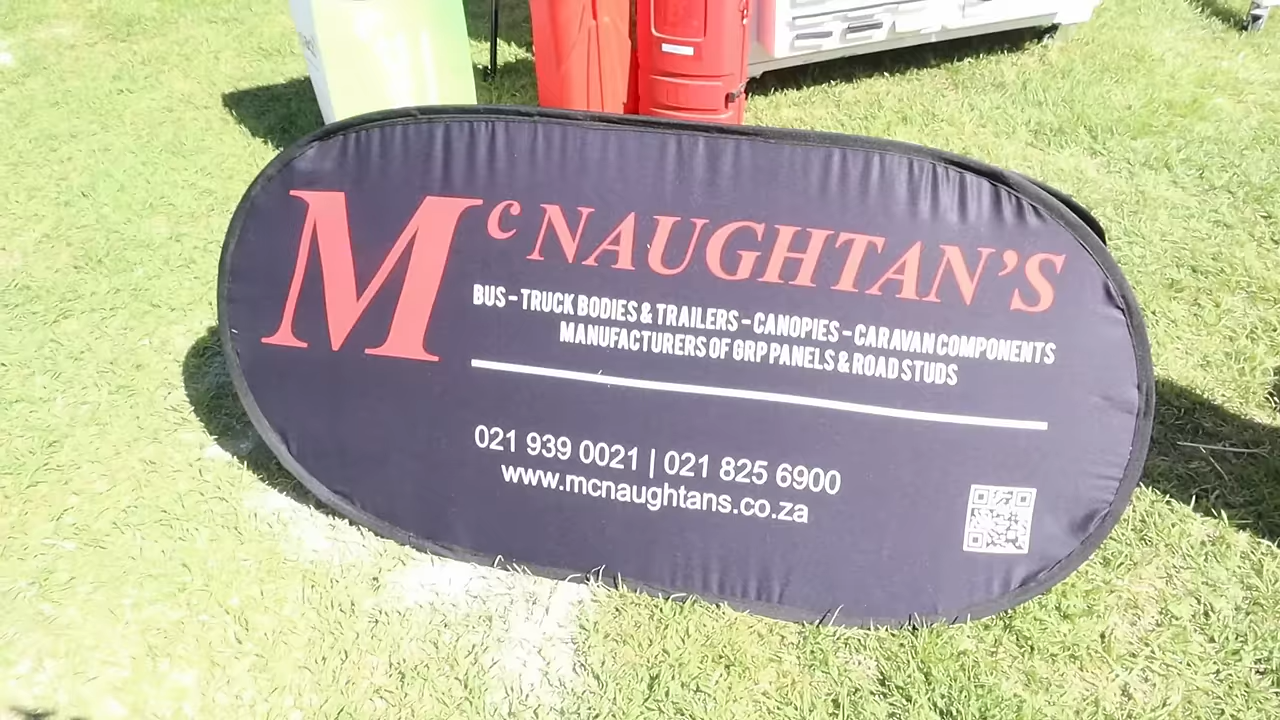 McNAUGHTAN'S
BUS - TRUCK BODIES & TRAILERS - CANOPIES - CARAVAN COMPONENTS
MANUFACTURERS OF GRP PANELS & ROAD STUDS
021 939 0021 | 021 825 6900
www.mcnaughtans.co.za